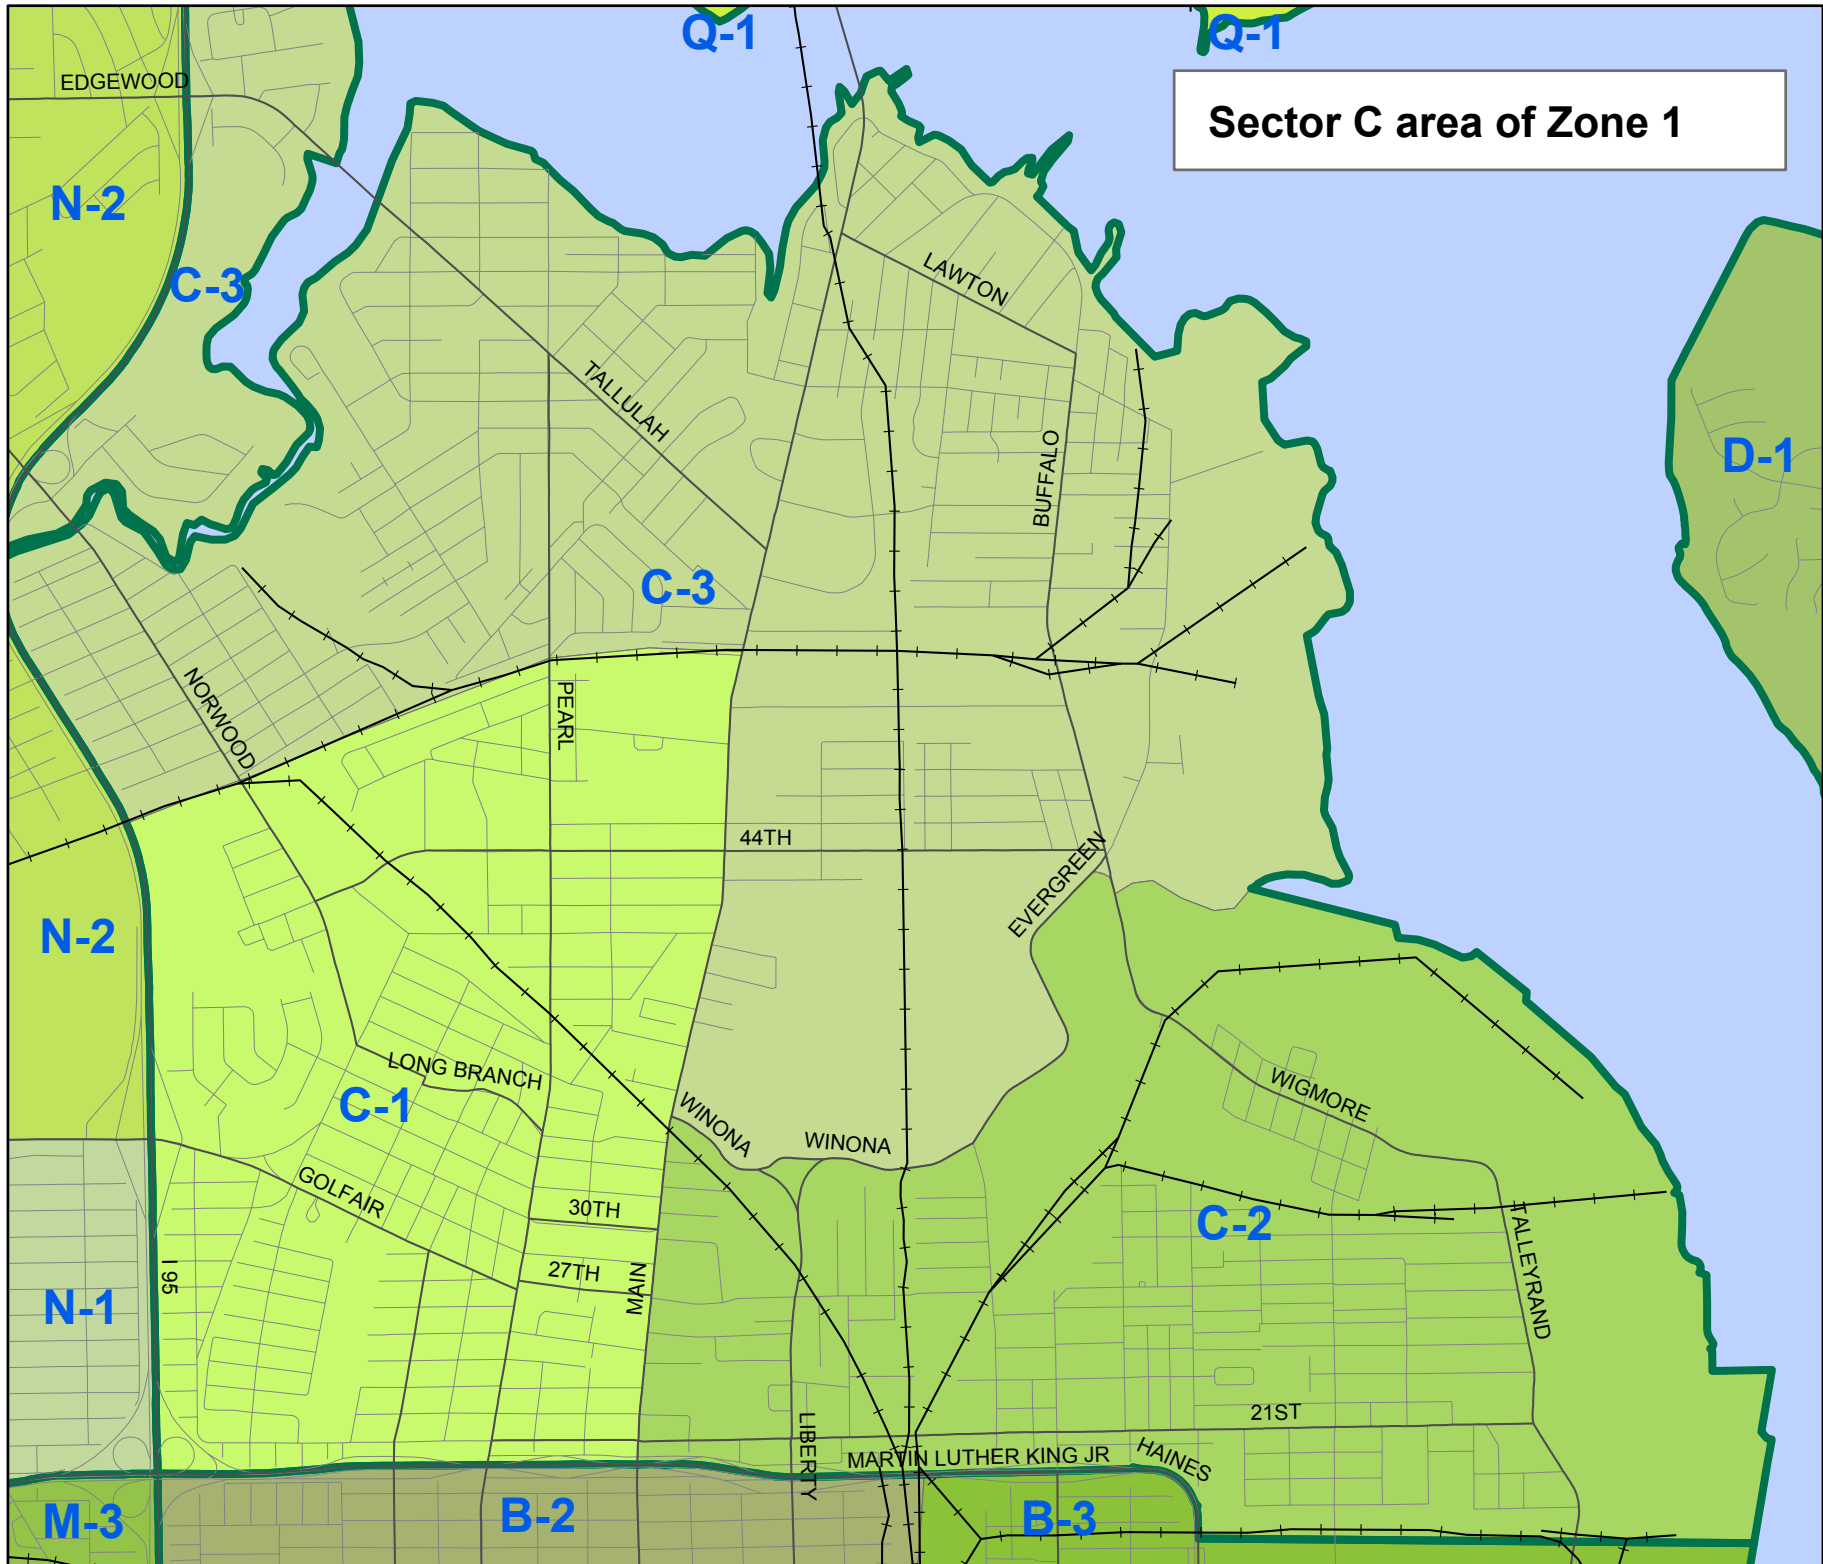 Q-1
Q-1
EDGEWOOD
Sector C area of Zone 1
N-2
C-3
LAWTON
TALLULAH
D-1
BUFFALO
C-3
NORWOOD
PEARL
44TH
EVERGREEN
N-2
LONG BRANCH
C-1
WINONA
WINONA
WIGMORE
GOLFAIR
30TH
C-2
TALLEYRAND
27TH
I 95
MAIN
N-1
21ST
LIBERTY
MARTIN LUTHER KING JR
HAINES
M-3
B-2
B-3